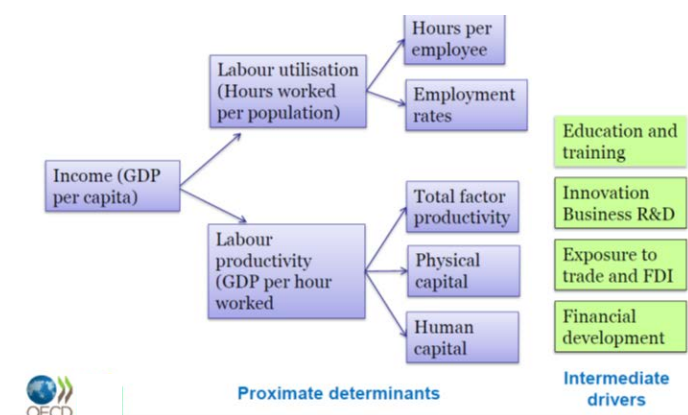 Hours per
employee
Labour utilisation
(Hours worked
per population)
Employment
rates
Education and
training
Income (GDP
per capita)
Total factor
productivity
Innovation
Business R&D
Labour
productivity
(GDP per hour
worked
Physical
capital
Exposure to
trade and FDI
Human
capital
Financial
development
Proximate determinants
Intermediate
drivers
OECD